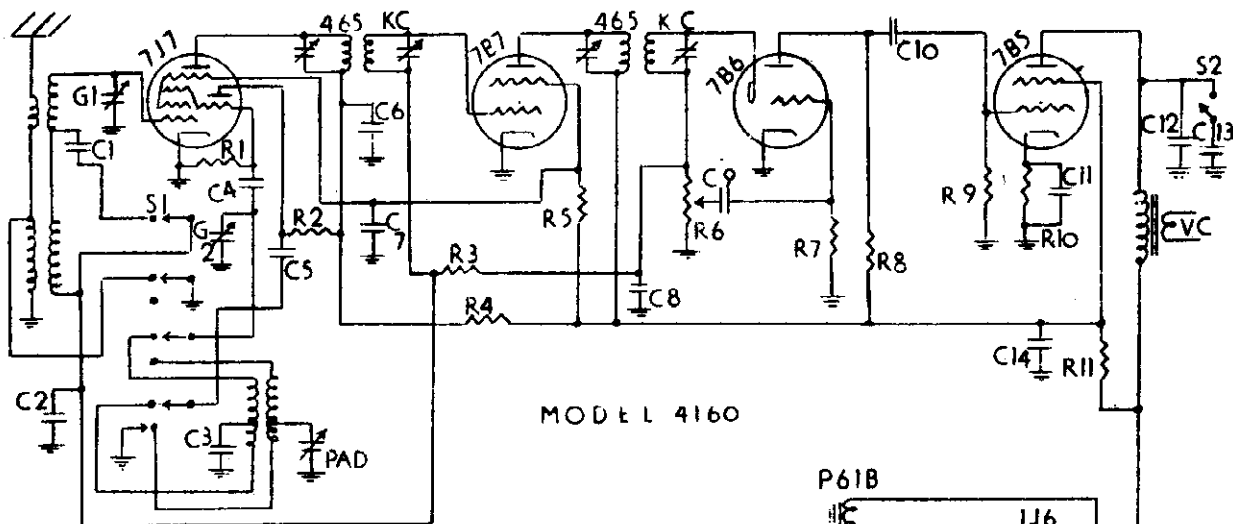 465 KC
465 KC
7J7
7E7
7B6
7B5
C10
S2
G1
C6
C12
C13
C1
R1
C4
C9
C11
S1
R5
R9
G2
R2
C7
R6
R7
R8
R10
VC
C5
R3
C8
R4
C14
R11
C2
MODEL 4160
C3
PAD
P61B
1J6